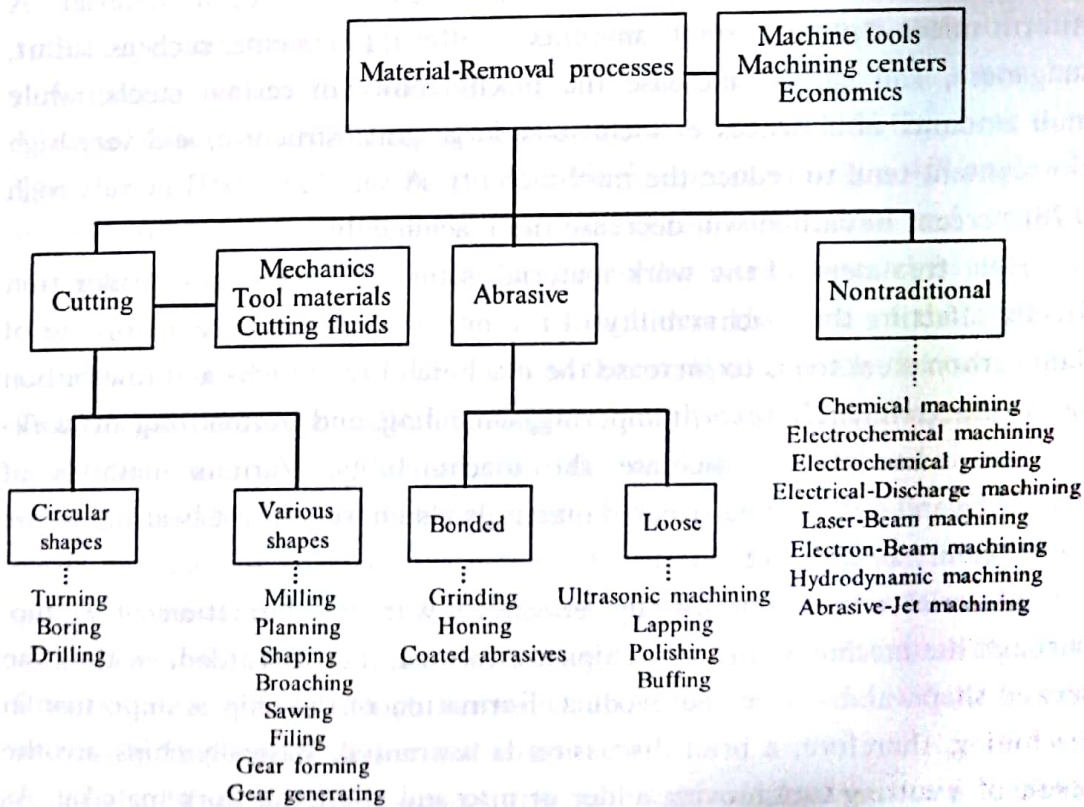 Material-Removal processes
Machine tools
Machining centers
Economics
Cutting
Mechanics
Tool materials
Cutting fluids
Abrasive
Nontraditional
Circular
shapes
Various
shapes
Bonded
Loose
Turning
Boring
Drilling
Milling
Planning
Shaping
Broaching
Sawing
Filing
Gear forming
Gear generating
Grinding
Honing
Coated abrasives
Ultrasonic machining
Lapping
Polishing
Buffing
Chemical machining
Electrochemical machining
Electrochemical grinding
Electrical-Discharge machining
Laser-Beam machining
Electron-Beam machining
Hydrodynamic machining
Abrasive-Jet machining